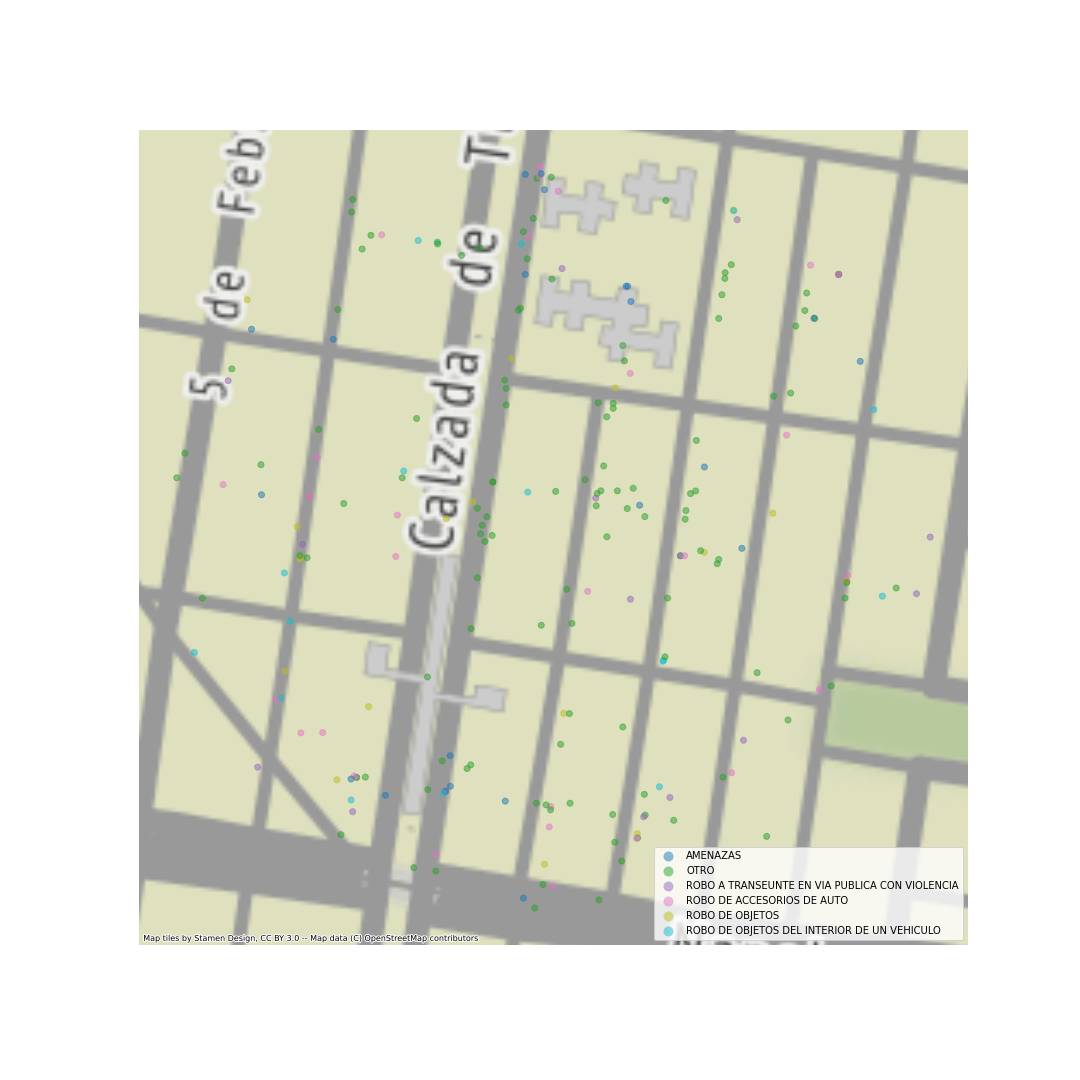 5 de Feb
Calzada de T
AMENAZAS
OTRO
ROBO A TRANSEUNTE EN VIA PUBLICA CON VIOLENCIA
ROBO DE ACCESORIOS DE AUTO
ROBO DE OBJETOS
ROBO DE OBJETOS DEL INTERIOR DE UN VEHICULO
Map tiles by Stamen Design, CC BY 3.0 -- Map data (C) OpenStreetMap contributors